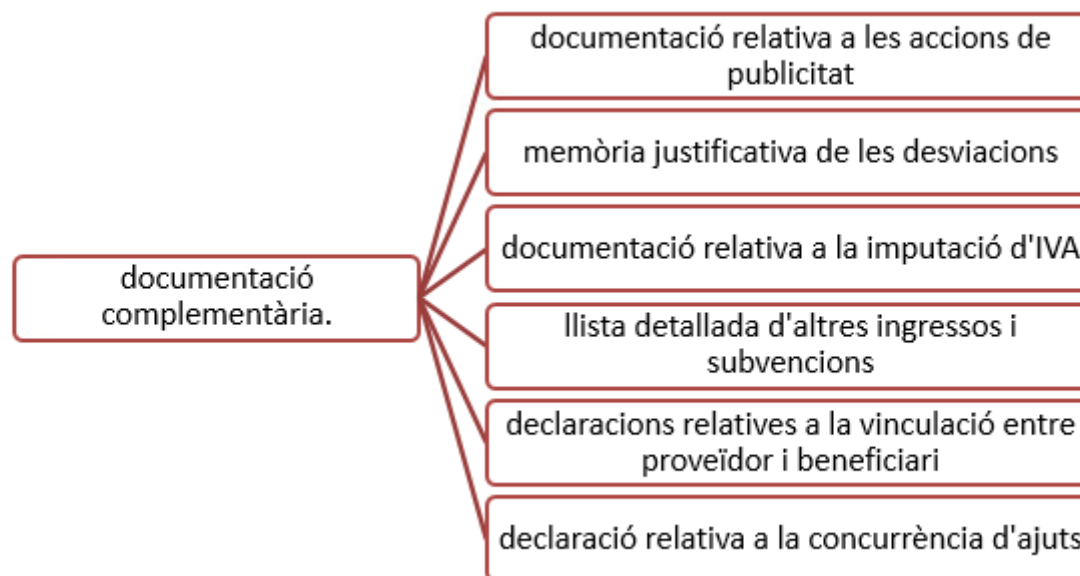 documentació relativa a les accions de
publicitat
memòria justificativa de les desviacions
documentació relativa a la imputació d'IVA
documentació
complementària.
llista detallada d'altres ingressos i
subvencions
declaracions relatives a la vinculació entre
proveïdor i beneficiari
declaració relativa a la concurrència d'ajuts